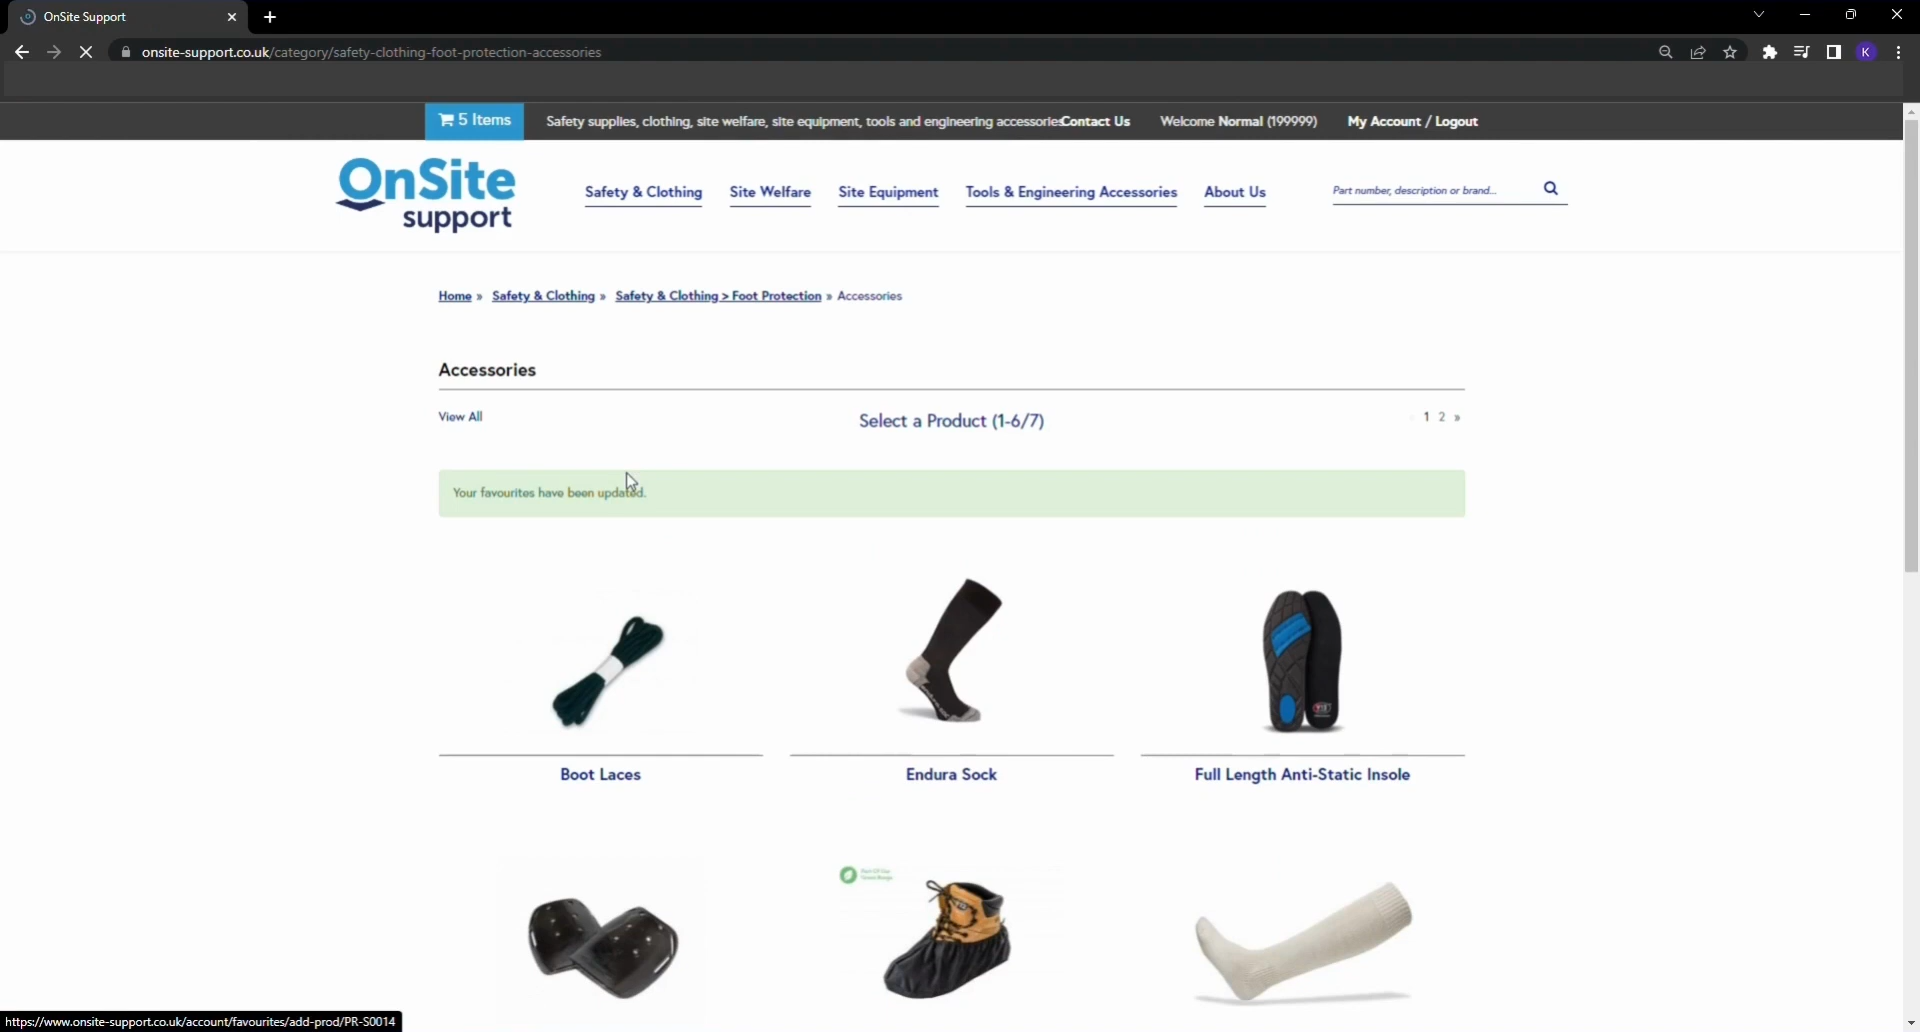 OnSite Support
onsite-support.co.uk/category/safety-clothing-foot-protection-accessories
K
5 Items
Safety supplies, clothing, site welfare, site equipment, tools and engineering accessories
Contact Us
Welcome Normal (199999)
My Account / Logout
OnSite
support
Safety & Clothing
Site Welfare
Site Equipment
Tools & Engineering Accessories
About Us
Part number, description or brand...
Home » Safety & Clothing » Safety & Clothing > Foot Protection » Accessories
Accessories
View All
Select a Product (1-6/7)
1 2 »
Your favourites have been updated.
Boot Laces
Endura Sock
Full Length Anti-Static Insole
https://www.onsite-support.co.uk/account/favourites/add-prod/PR-S0014